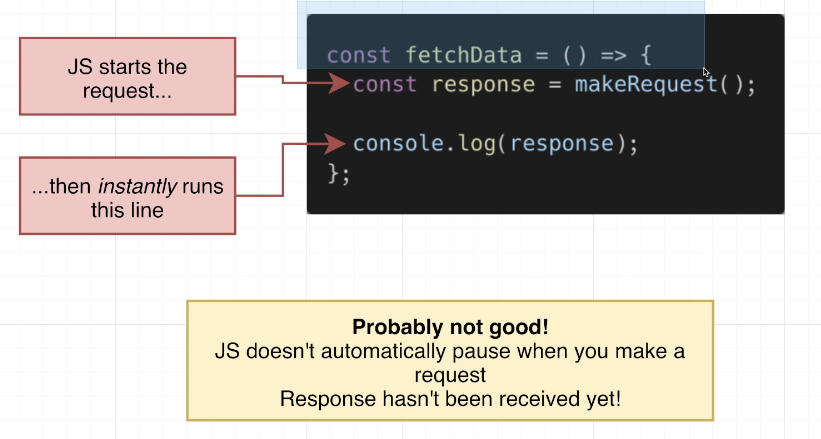 JS starts the
request...
const fetchData = () => {
const response = makeRequest();
console.log(response);
};
...then instantly runs
this line
Probably not good!
JS doesn't automatically pause when you make a
request
Response hasn't been received yet!